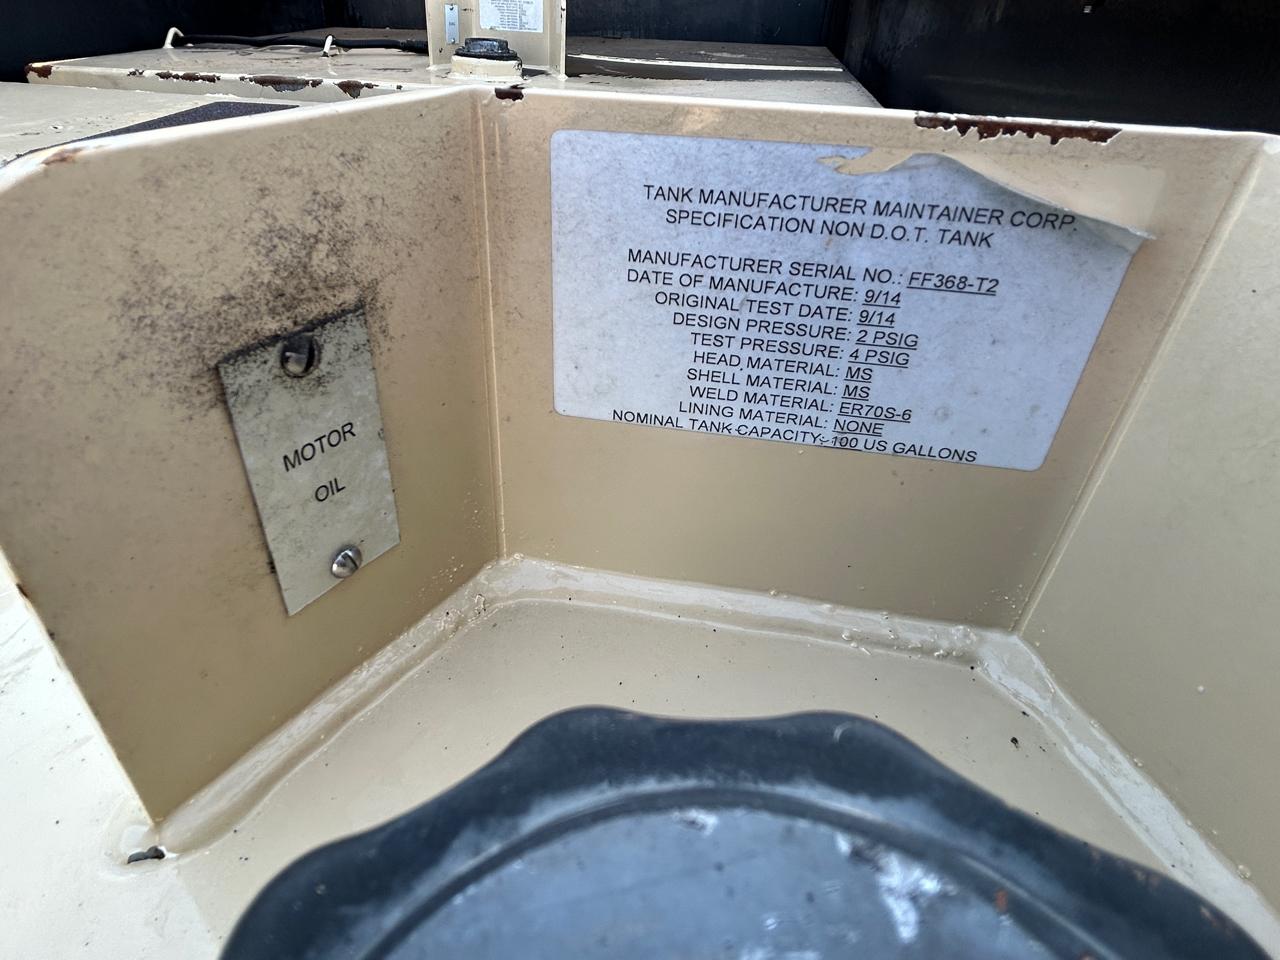 TANK MANUFACTURER MAINTAINER CORP.
SPECIFICATION NON D.O.T. TANK
MANUFACTURER SERIAL NO.: FF368-T2
DATE OF MANUFACTURE: 9/14
ORIGINAL TEST DATE: 9/14
DESIGN PRESSURE: 2 PSIG
TEST PRESSURE: 4 PSIG
HEAD MATERIAL: MS
SHELL MATERIAL: MS
WELD MATERIAL: ER70S-6
LINING MATERIAL: NONE
NOMINAL TANK CAPACITY: 100 US GALLONS
MOTOR
OIL